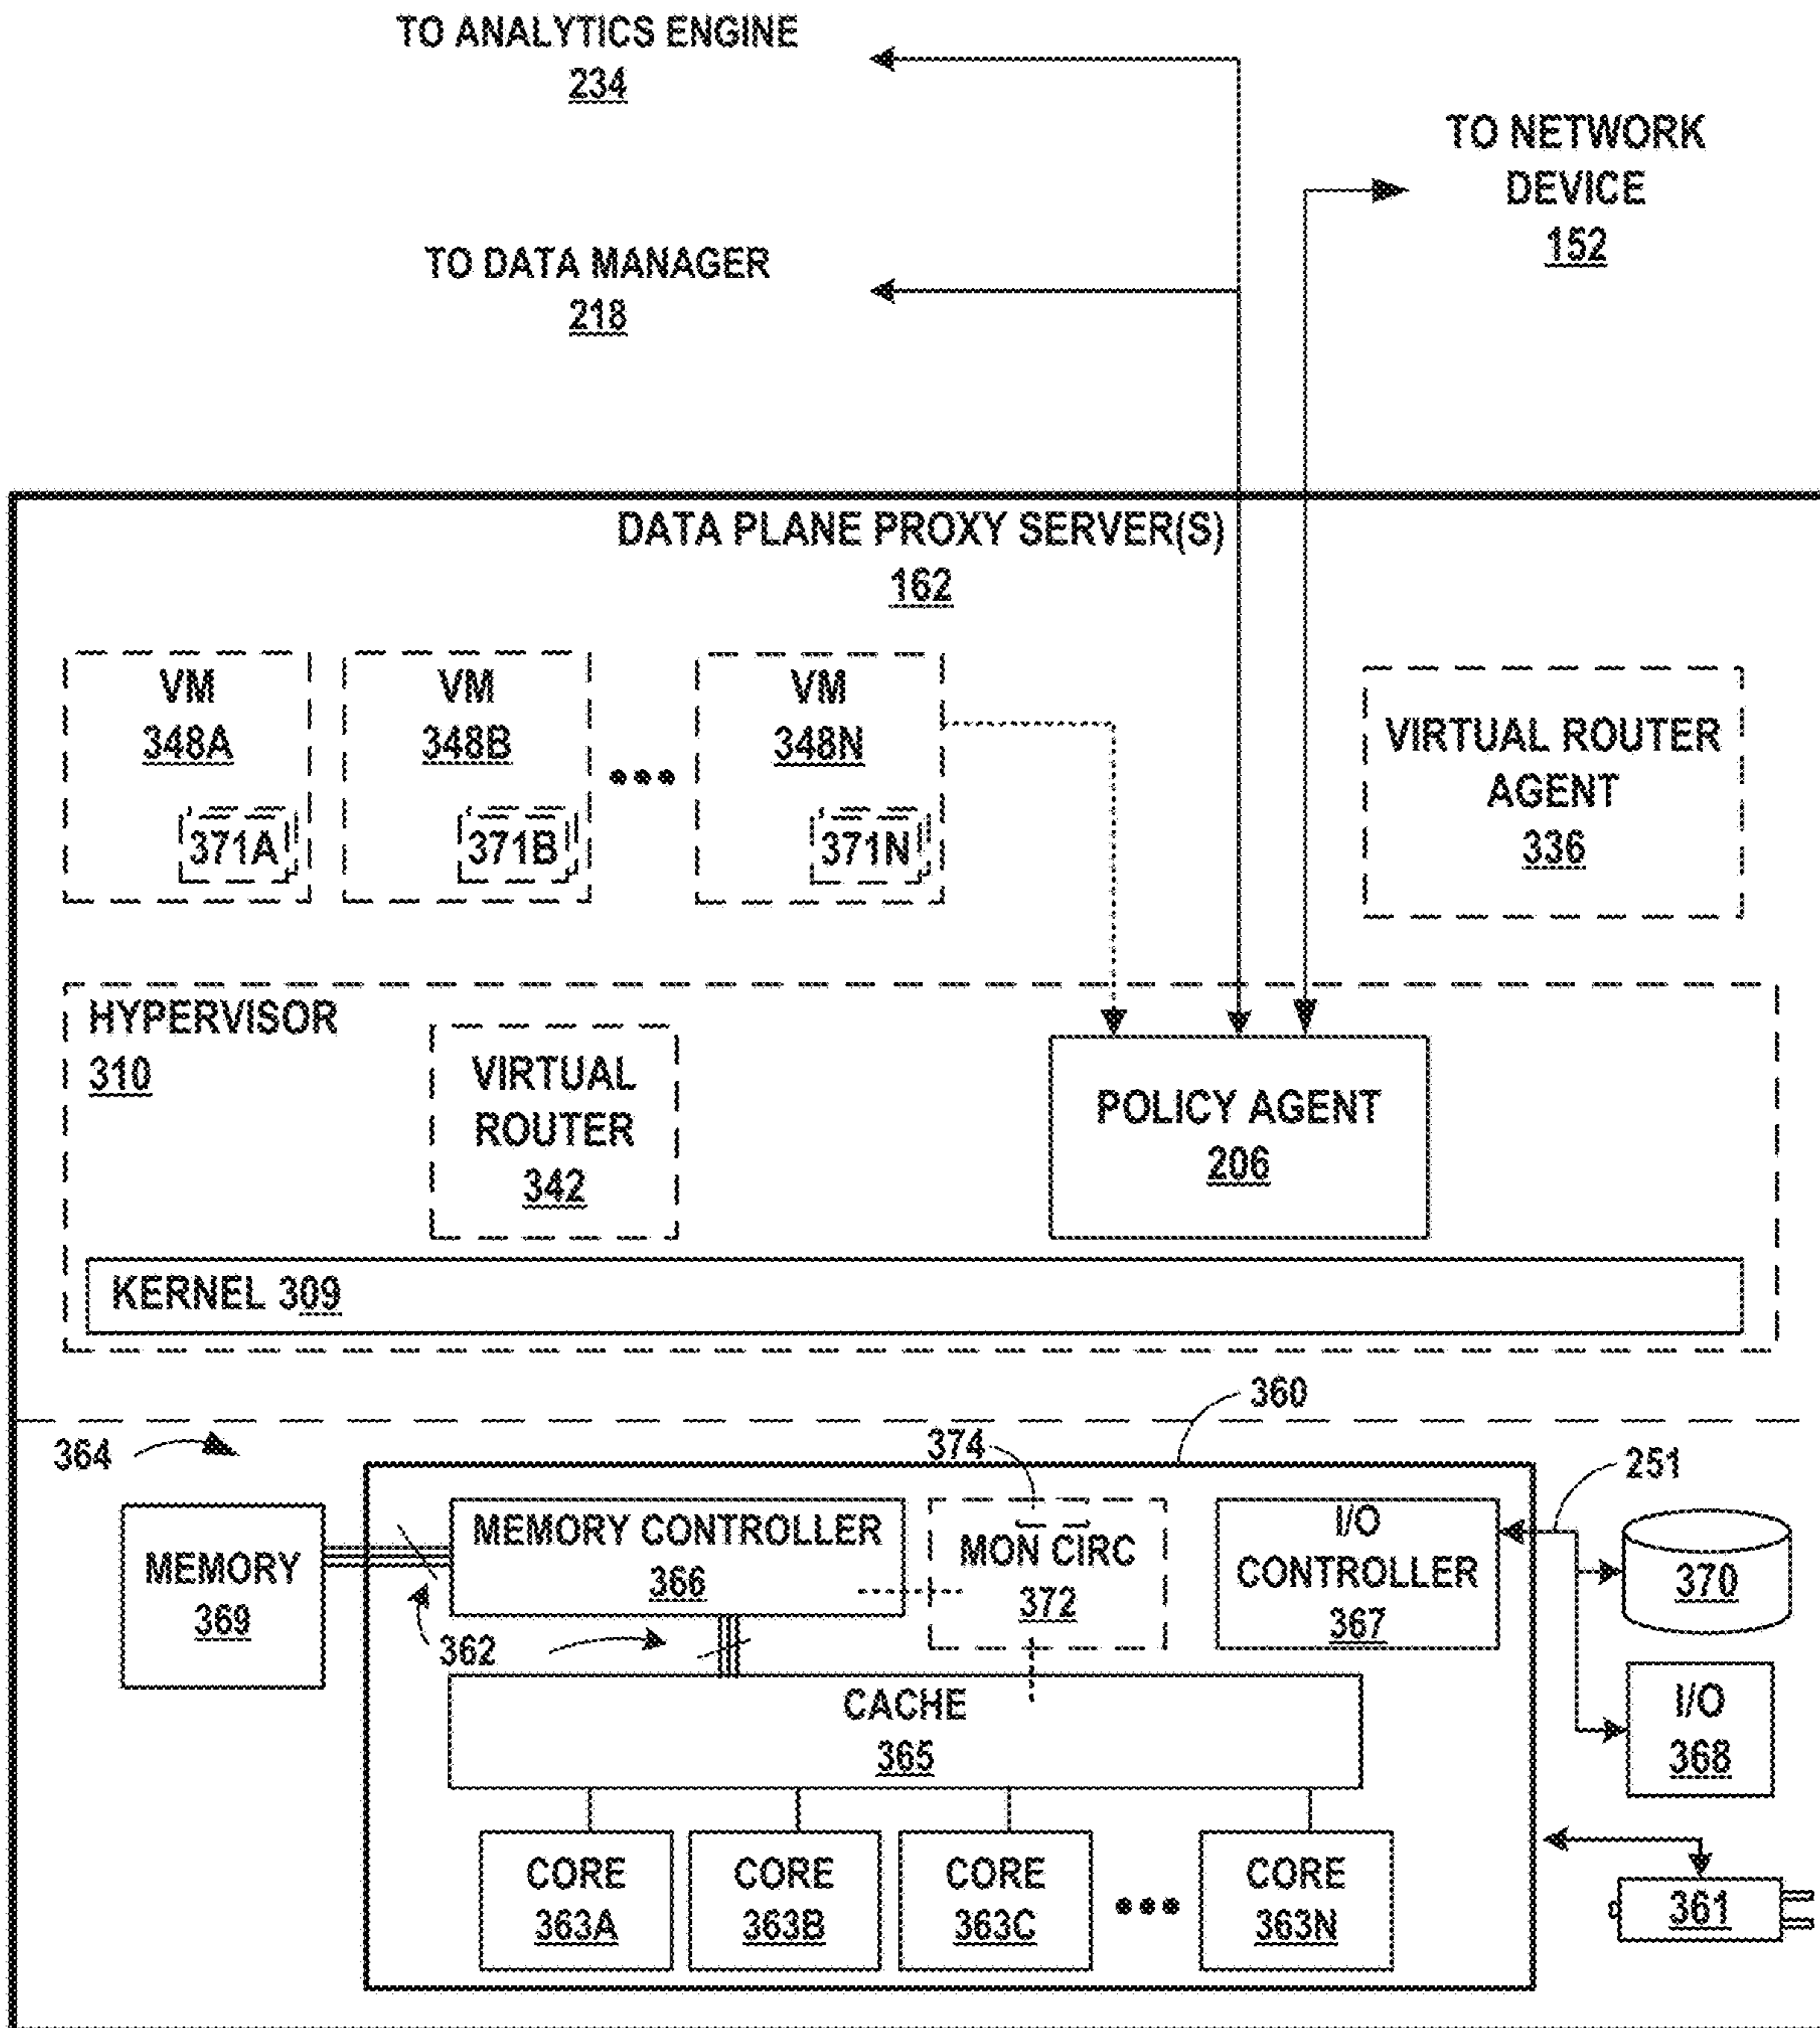 TO ANALYTICS ENGINE
234
TO NETWORK
DEVICE
152
TO DATA MANAGER
218
DATA PLANE PROXY SERVER(S)
162
VM
348A
371A
VM
348B
371B
VM
348N
371N
VIRTUAL ROUTER
AGENT
336
HYPERVISOR
310
VIRTUAL
ROUTER
342
POLICY AGENT
206
KERNEL 309
360
364
374
251
MEMORY
369
MEMORY CONTROLLER
366
MON CIRC
372
I/O
CONTROLLER
367
370
362
CACHE
365
I/O
368
CORE
363A
CORE
363B
CORE
363C
CORE
363N
361